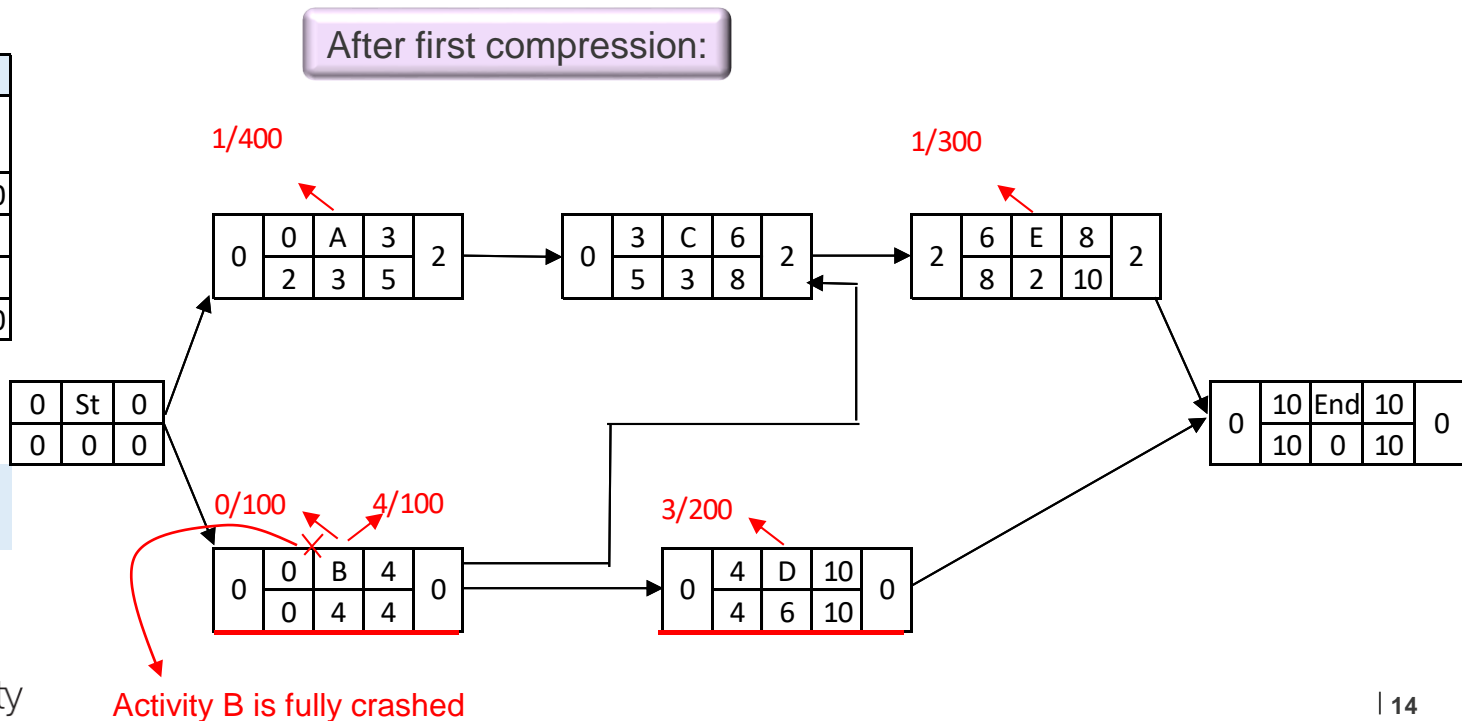 After first compression:
1/400
1/300
0 0 A 3 2
2 3 5
0 3 C 6 2
5 3 8
2 6 E 8 2
8 2 10
0 St 0
0 0 0
0 10 End 10 0
10 0 10
0/100 4/100
3/200
0 0 B 4 0
0 4 4
0 4 D 10 0
4 6 10
Activity B is fully crashed
14